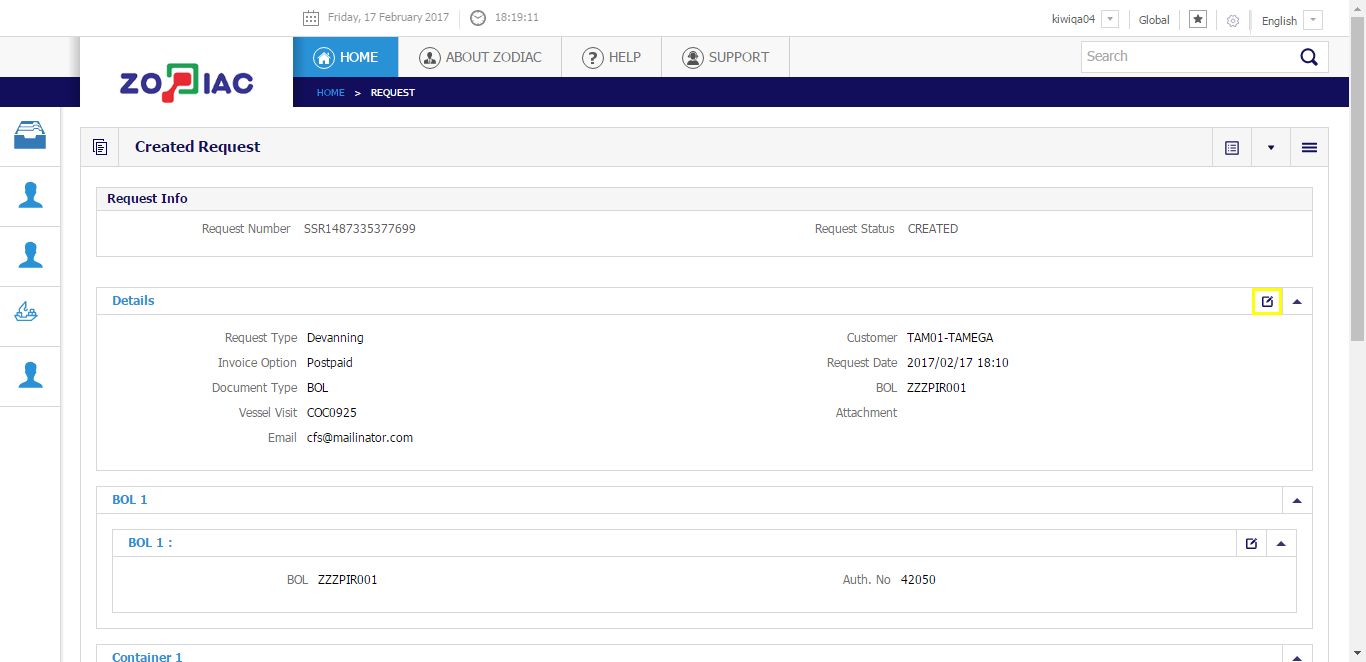 Friday, 17 February 2017 18:19:11 kiwiqa04 Global English
ZODIAC HOME ABOUT ZODIAC ? HELP SUPPORT Search
HOME > REQUEST
Created Request
Request Info
Request Number SSR1487335377699 Request Status CREATED
Details
Request Type Devanning Customer TAM01-TAMEGA
Invoice Option Postpaid Request Date 2017/02/17 18:10
Document Type BOL BOL ZZZPIR001
Vessel Visit COC0925 Attachment
Email cfs@mailinator.com
BOL 1
BOL 1 :
BOL ZZZPIR001 Auth. No 42050
Container 1